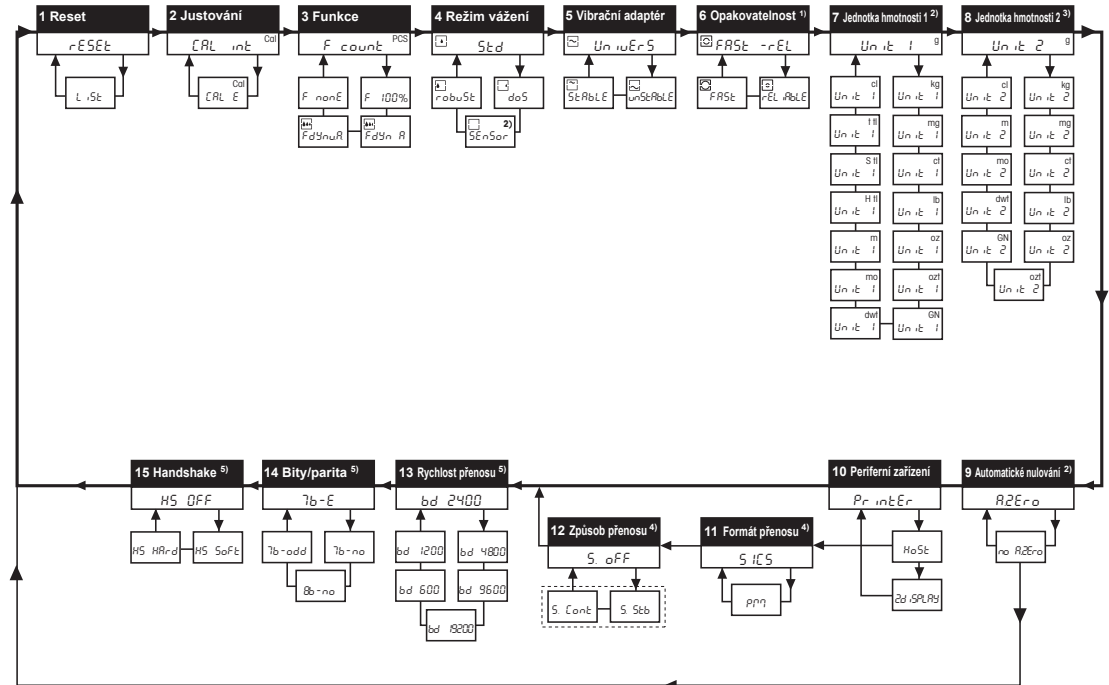 1 Reset
rESEt
L iSt
2 Justování
Cal
CAL int
Cal
CAL E
3 Funkce
PCS
F count
F nonE
F 100%
FdYnuA
FdYn A
4 Režim vážení
Std
robuSt
doS
2)
SEnSor
5 Vibrační adaptér
UniuErS
StAbLE
unStAbLE
6 Opakovatelnost 1)
FASt -rEL
FASt
rELiAbLE
7 Jednotka hmotnosti 1 2)
g
Unit 1
cl
Unit 1
kg
Unit 1
t tl
Unit 1
mg
Unit 1
S tl
Unit 1
ct
Unit 1
H tl
Unit 1
lb
Unit 1
m
Unit 1
oz
Unit 1
mo
Unit 1
ozt
Unit 1
dwt
Unit 1
GN
Unit 1
8 Jednotka hmotnosti 2 3)
g
Unit 2
cl
Unit 2
kg
Unit 2
m
Unit 2
mg
Unit 2
mo
Unit 2
ct
Unit 2
dwt
Unit 2
lb
Unit 2
GN
Unit 2
oz
Unit 2
ozt
Unit 2
15 Handshake 5)
HS OFF
HS HArd
HS SoFt
14 Bity/parita 5)
7b-E
7b-odd
7b-no
8b-no
13 Rychlost přenosu 5)
bd 2400
bd 1200
bd 4800
bd 600
bd 9600
bd 19200
12 Způsob přenosu 4)
S. oFF
S. Cont
S. Stb
11 Formát přenosu 4)
S ICS
PM
10 Periferní zařízení
PrintEr
HoSt
2diSPLAY
9 Automatické nulování 2)
A.ZEro
no A.ZEro